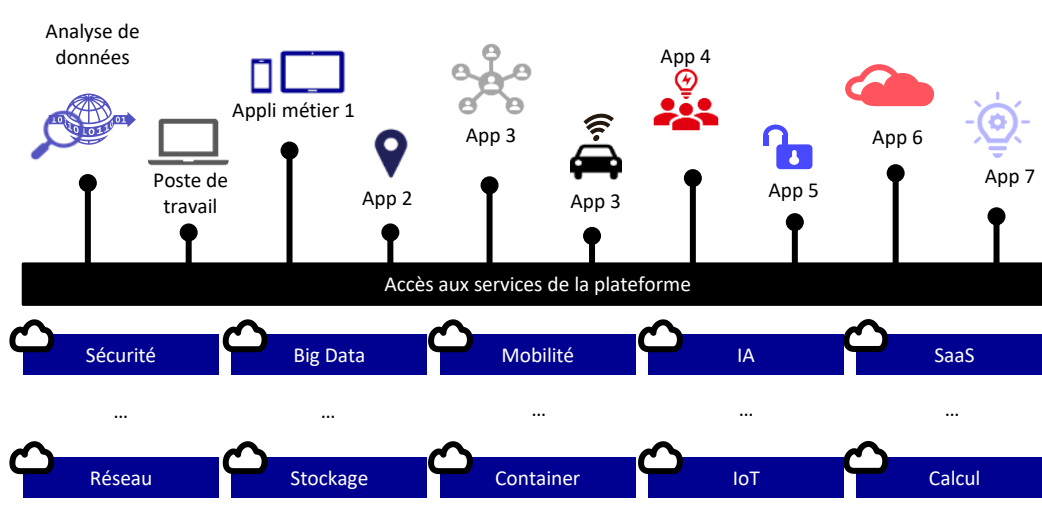 Analyse de
données
Appli métier 1
Poste de
travail
App 2
App 3
App 3
App 4
App 5
App 6
App 7
Accès aux services de la plateforme
Sécurité
Big Data
Mobilité
IA
SaaS
...
...
...
...
...
Réseau
Stockage
Container
IoT
Calcul